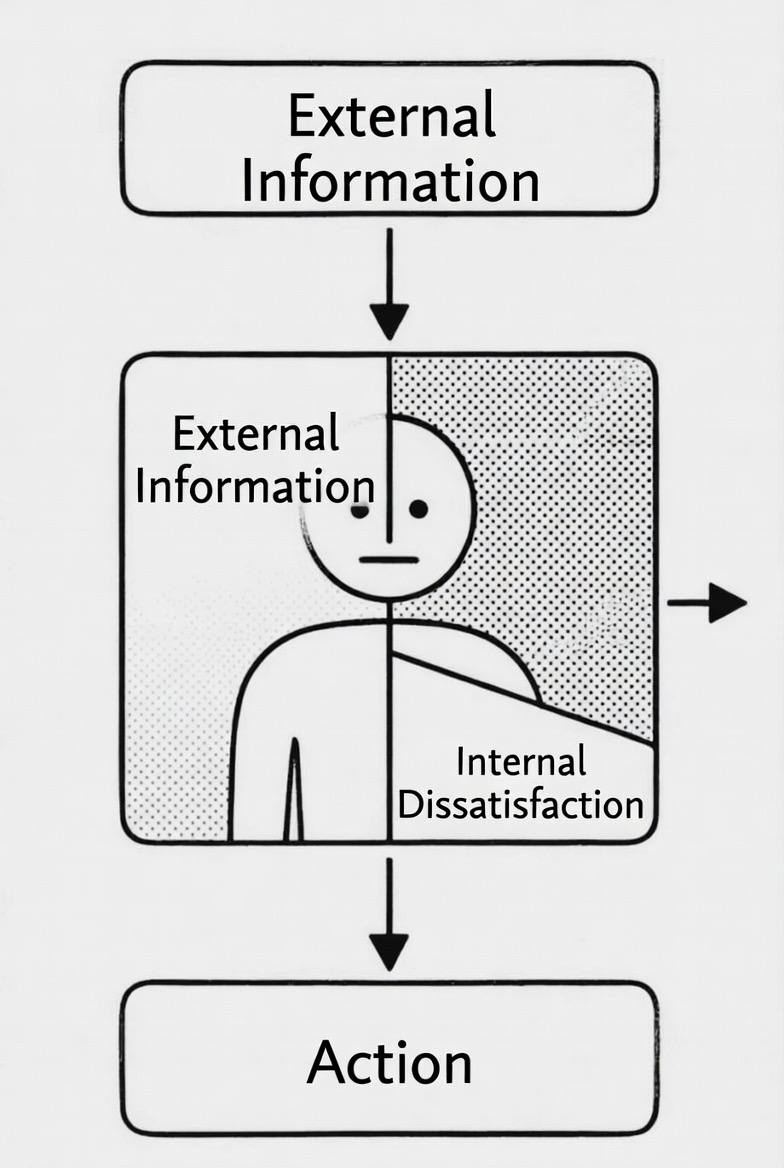 External
Information
External
Information
Internal
Dissatisfaction
Action